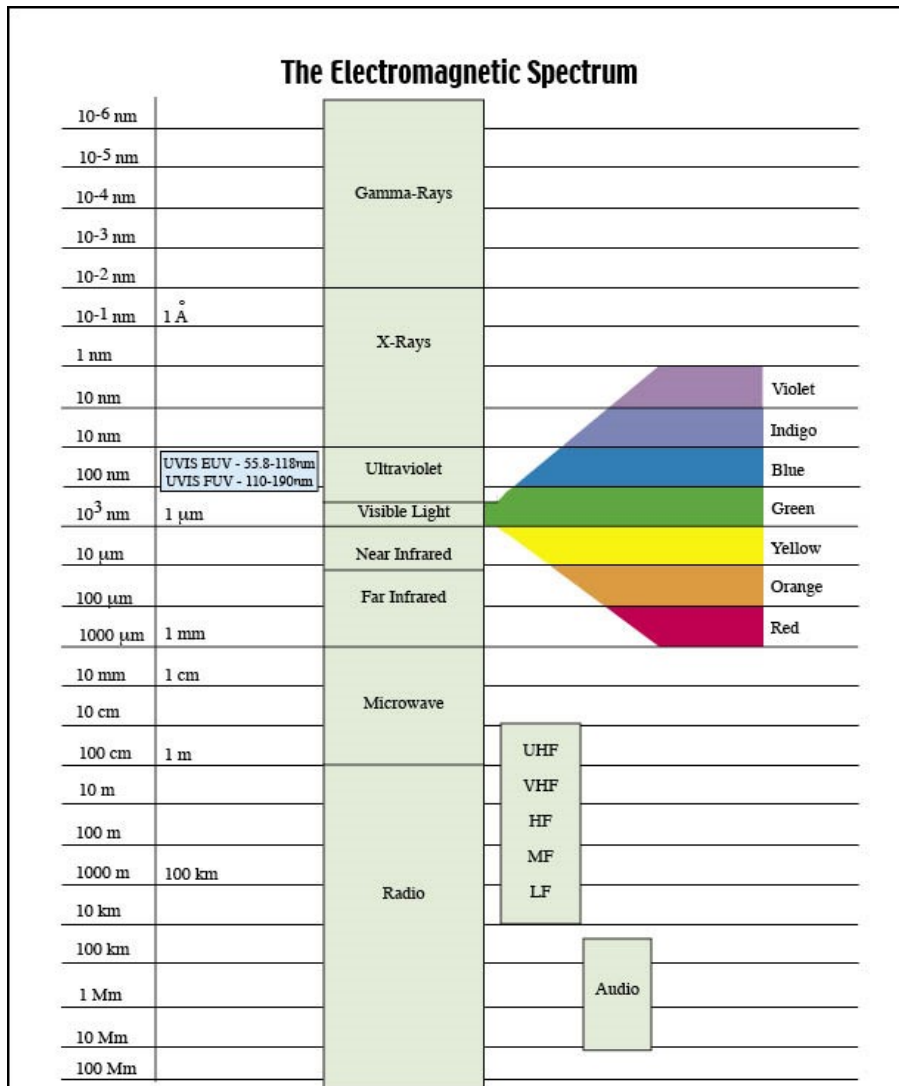 The Electromagnetic Spectrum
10-6 nm
10-5 nm
10-4 nm
Gamma-Rays
10-3 nm
10-2 nm
10-1 nm 1 Å
X-Rays
1 nm
10 nm Violet
10 nm Indigo
100 nm UVIS EUV - 55.8-118nm Ultraviolet Blue
UVIS FUV - 110-190nm
103 nm 1 μm Visible Light Green
10 μm Near Infrared Yellow
100 μm Far Infrared Orange
1000 μm 1 mm Red
10 mm 1 cm
Microwave
10 cm
100 cm 1 m UHF
10 m VHF
100 m HF
MF
1000 m 100 km
Radio LF
10 km
100 km
1 Mm Audio
10 Mm
100 Mm